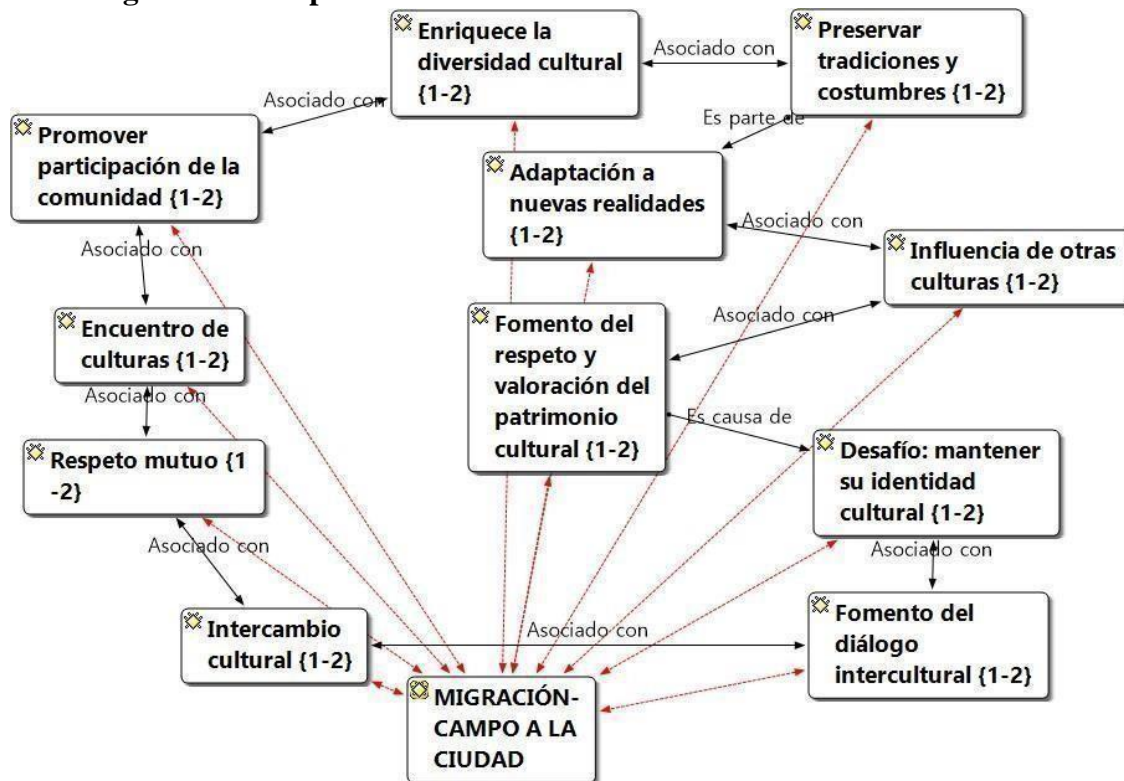 Enriquece la
diversidad cultural
{1-2}
Asociado con
Preservar
tradiciones y
costumbres {1-2}
Asociado con
Es parte de
Promover
participación de la
comunidad {1-2}
Adaptación a
nuevas realidades
{1-2}
Asociado con
Asociado con
Influencia de otras
culturas {1-2}
Encuentro de
culturas {1-2}
Fomento del
respeto y
valoración del
patrimonio
cultural {1-2}
Asociado con
Asociado con
Es causa de
Respeto mutuo {1
-2}
Desafío: mantener
su identidad
cultural {1-2}
Asociado con
Asociado con
Intercambio
cultural {1-2}
Asociado con
Fomento del
diálogo
intercultural {1-2}
MIGRACIÓN-
CAMPO A LA
CIUDAD